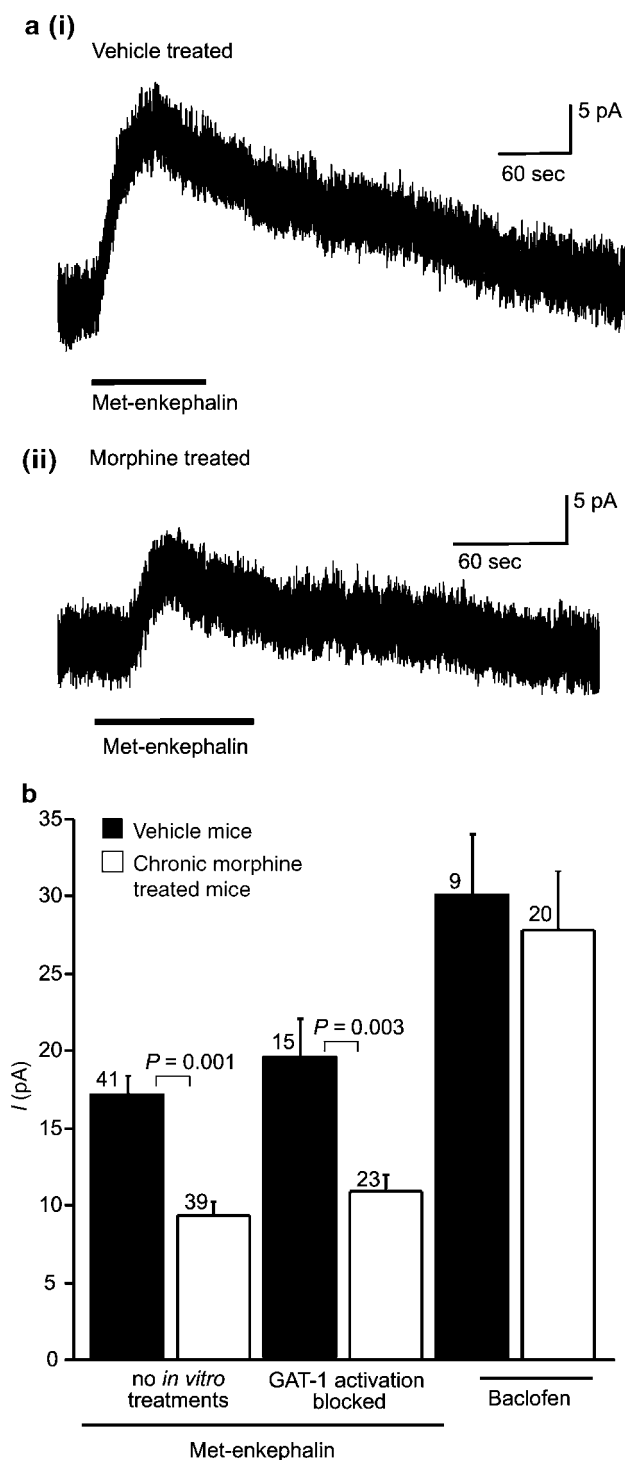 a (i)
Vehicle treated
5 pA
60 sec
Met-enkephalin
(ii) Morphine treated
5 pA
60 sec
Met-enkephalin
b
Vehicle mice
Chronic morphine
treated mice
35
30
25
20
15
10
5
0
I (pA)
41
P = 0.001
39
15
P = 0.003
23
9
20
no in vitro
treatments
GAT-1 activation
blocked
Baclofen
Met-enkephalin